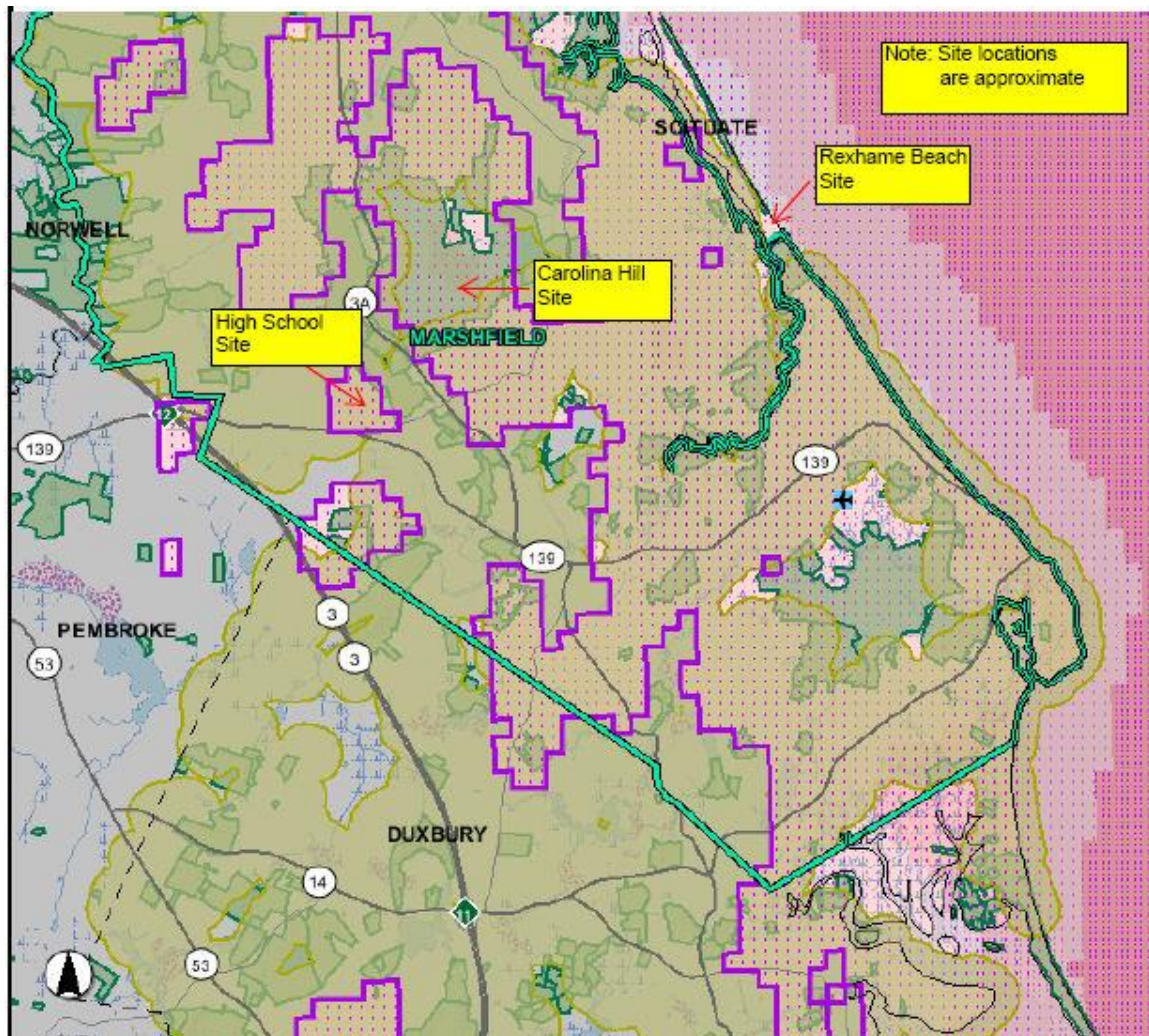 Note: Site locations
are approximate
SCITUATE
Rexhame Beach
Site
NORWELL
Carolina Hill
Site
3A
High School
Site
MARSHFIELD
12
139
139
139
3
PEMBROKE
3
53
DUXBURY
14
11
53